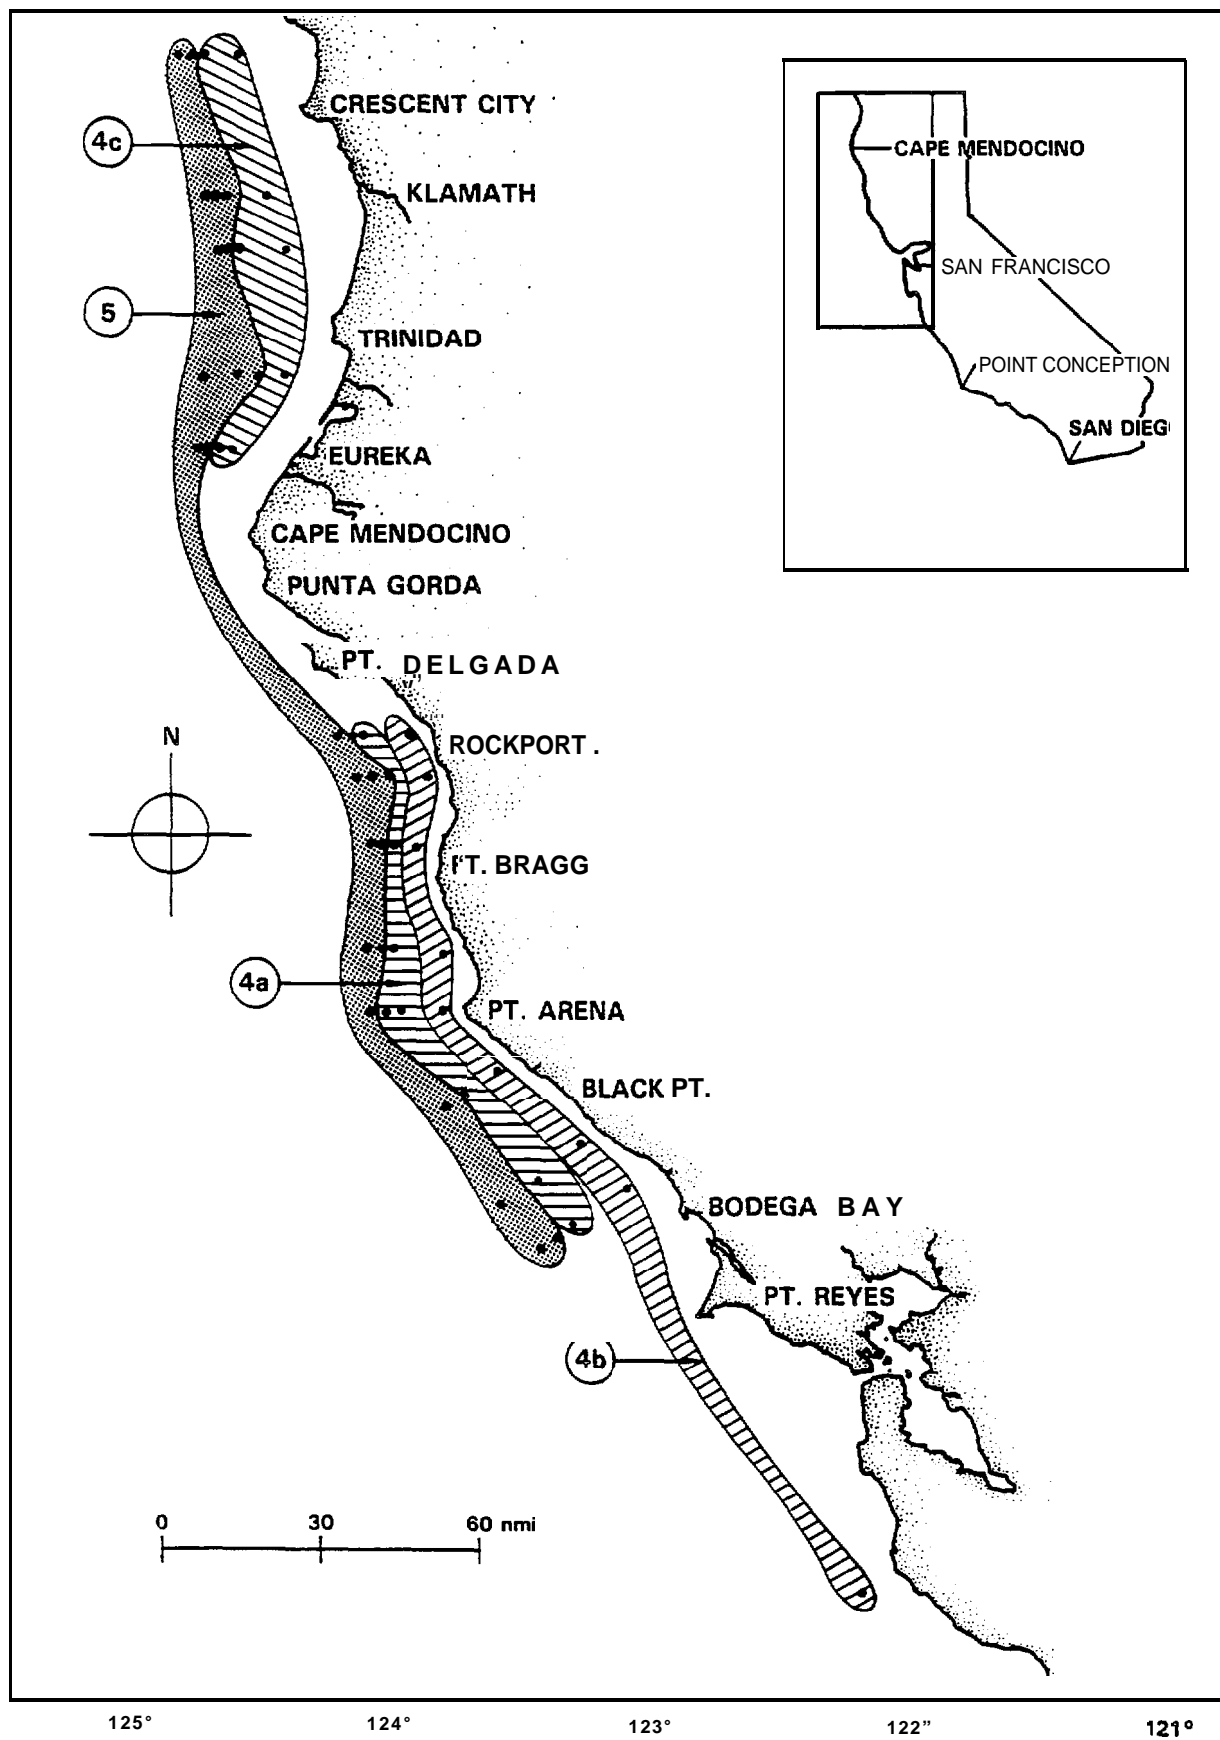 CRESCENT CITY
4c
KLAMATH
5
TRINIDAD
EUREKA
CAPE MENDOCINO
PUNTA GORDA
PT. DELGADA
N
ROCKPORT .
FT. BRAGG
4a
PT. ARENA
BLACK PT.
BODEGA BAY
PT. REYES
4b
0 30 60 nmi
CAPE MENDOCINO
SAN FRANCISCO
POINT CONCEPTION
SAN DIEG
125° 124° 123° 122” 121°